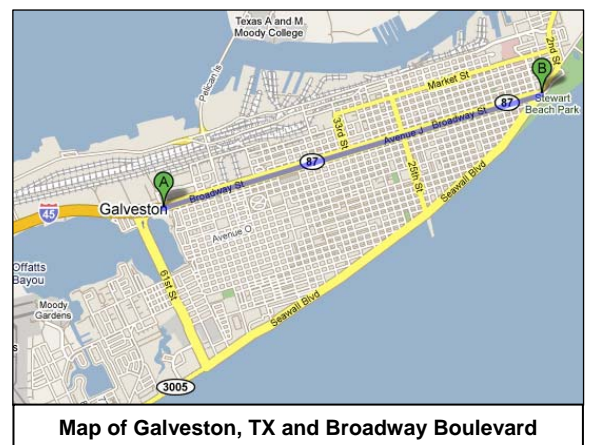 Texas A and M
Moody College
2nd St
Pelican Is
B
Market St
87
Stewart
Beach Park
33rd St
Avenue J
Broadway St
87
25th St
Seawall Blvd
A
Broadway St
Galveston
45
Avenue O
Offatts
Bayou
61st St
Moody
Gardens
Seawall Blvd
s
3005
Map of Galveston, TX and Broadway Boulevard